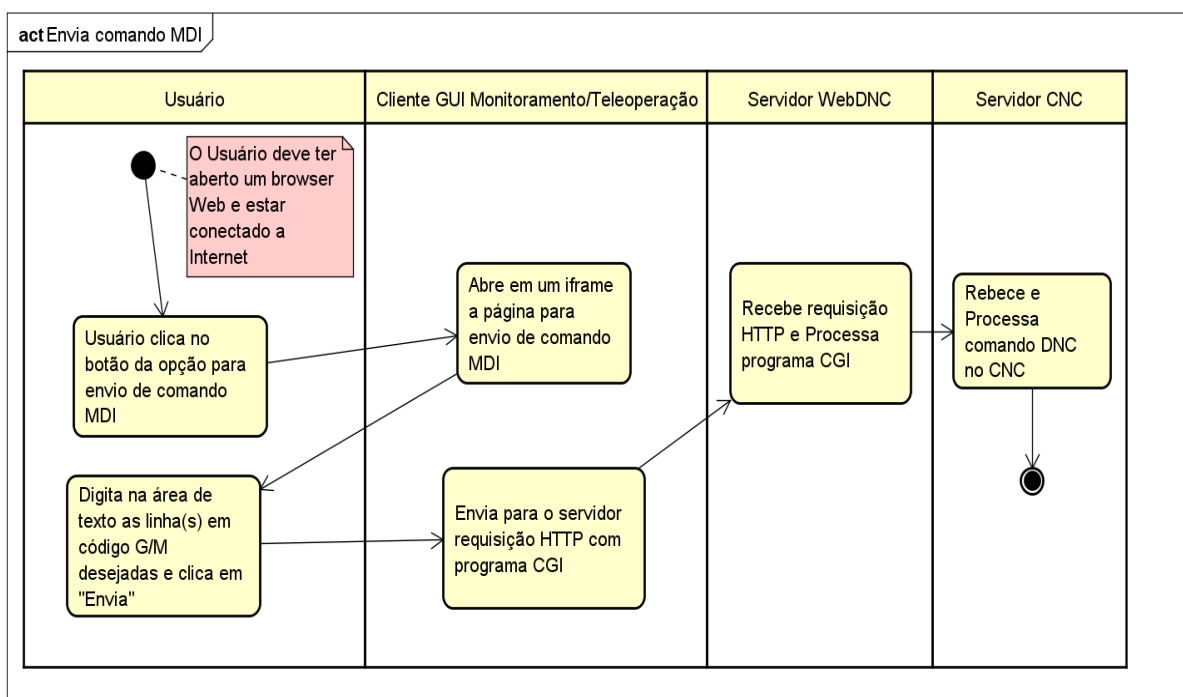 act Envia comando MDI
Usuário
Cliente GUI Monitoramento/Teleoperação
Servidor WebDNC
Servidor CNC
O Usuário deve ter
aberto um browser
Web e estar
conectado a
Internet
Usuário clica no
botão da opção para
envio de comando
MDI
Abre em um iframe
a página para
envio de comando
MDI
Digita na área de
texto as linha(s) em
código G/M
desejadas e clica em
"Envia"
Envia para o servidor
requisição HTTP com
programa CGI
Recebe requisição
HTTP e Processa
programa CGI
Rebece e
Processa
comando DNC
no CNC